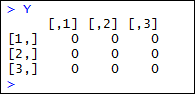 > Y
     [,1] [,2] [,3]
[1,]    0    0    0
[2,]    0    0    0
[3,]    0    0    0
>